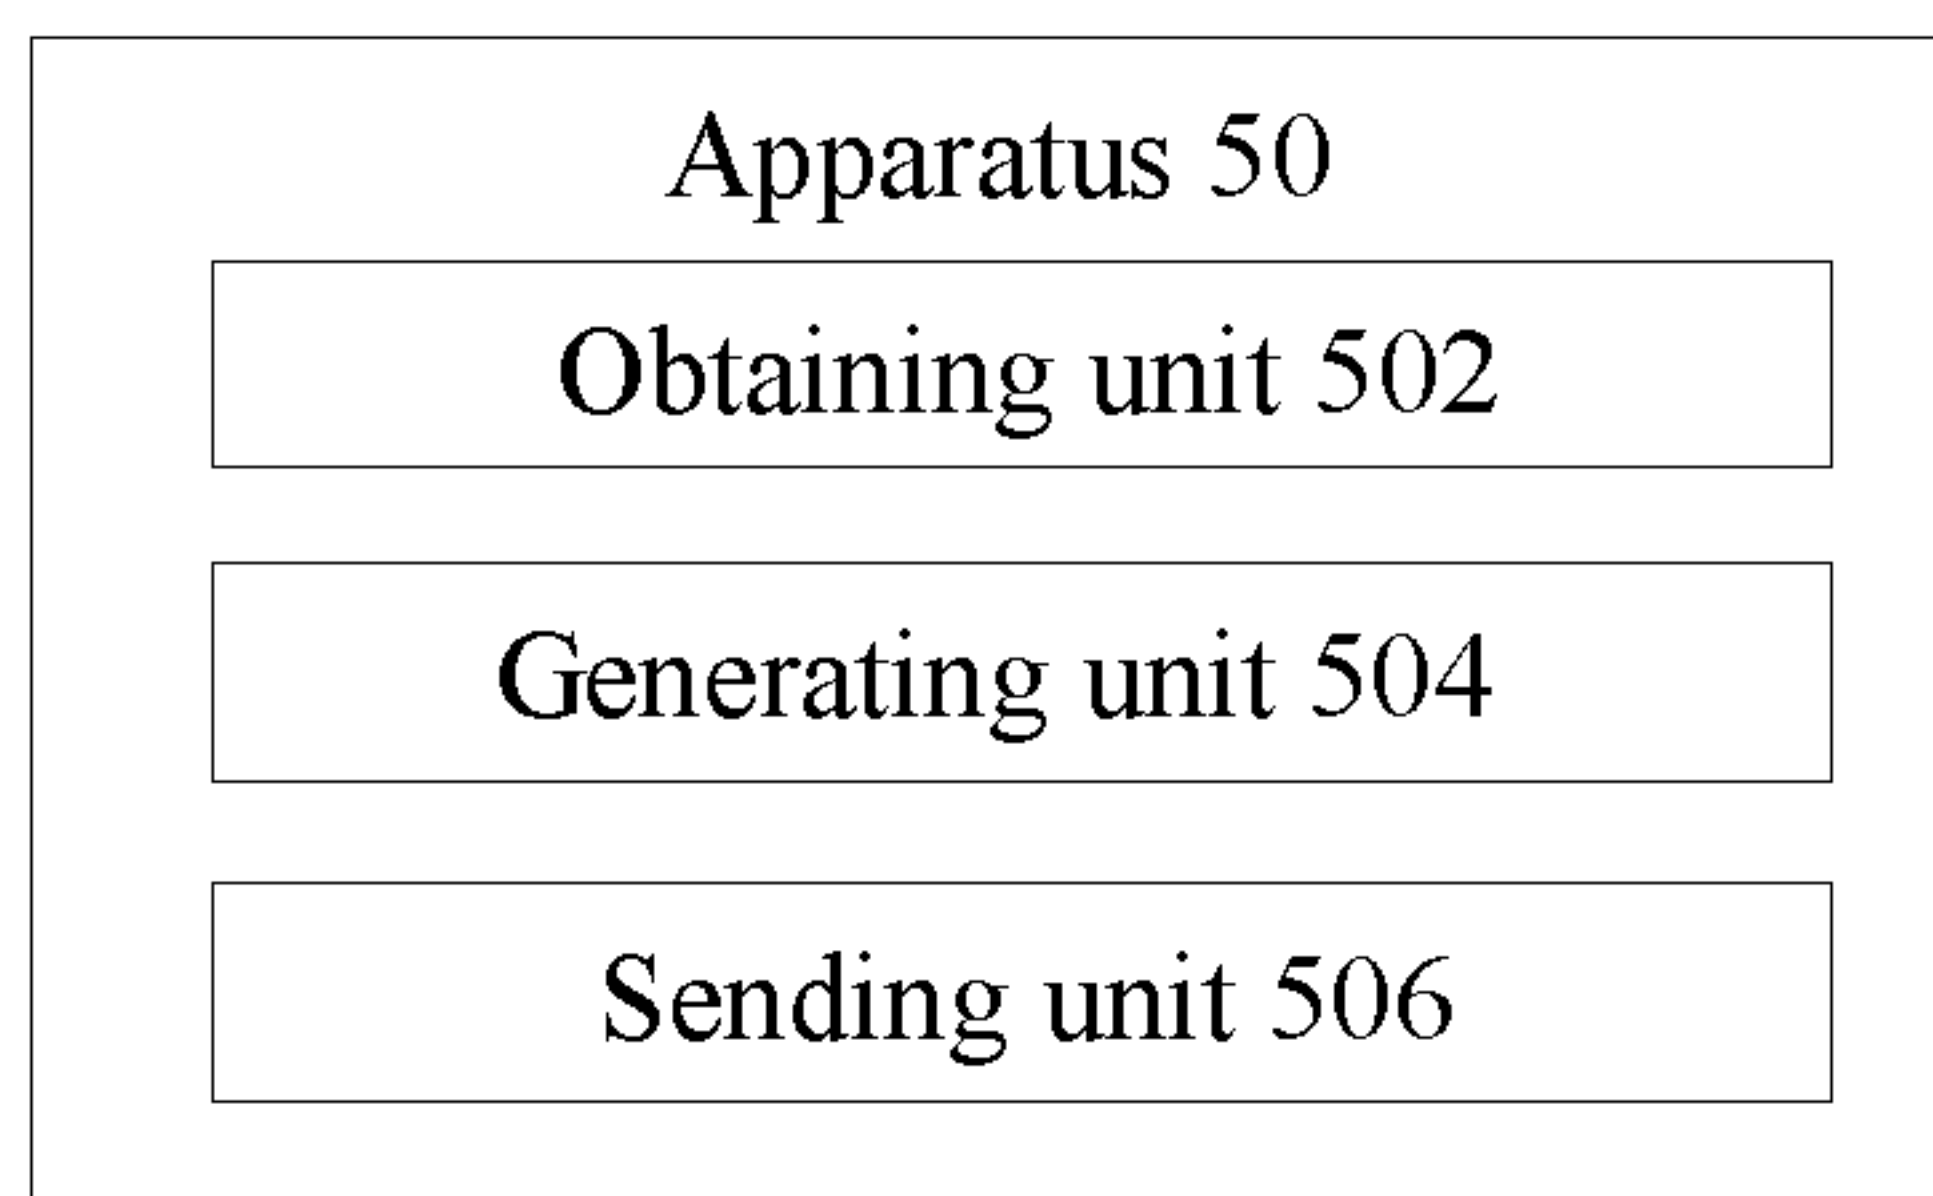 Apparatus 50
Obtaining unit 502
Generating unit 504
Sending unit 506